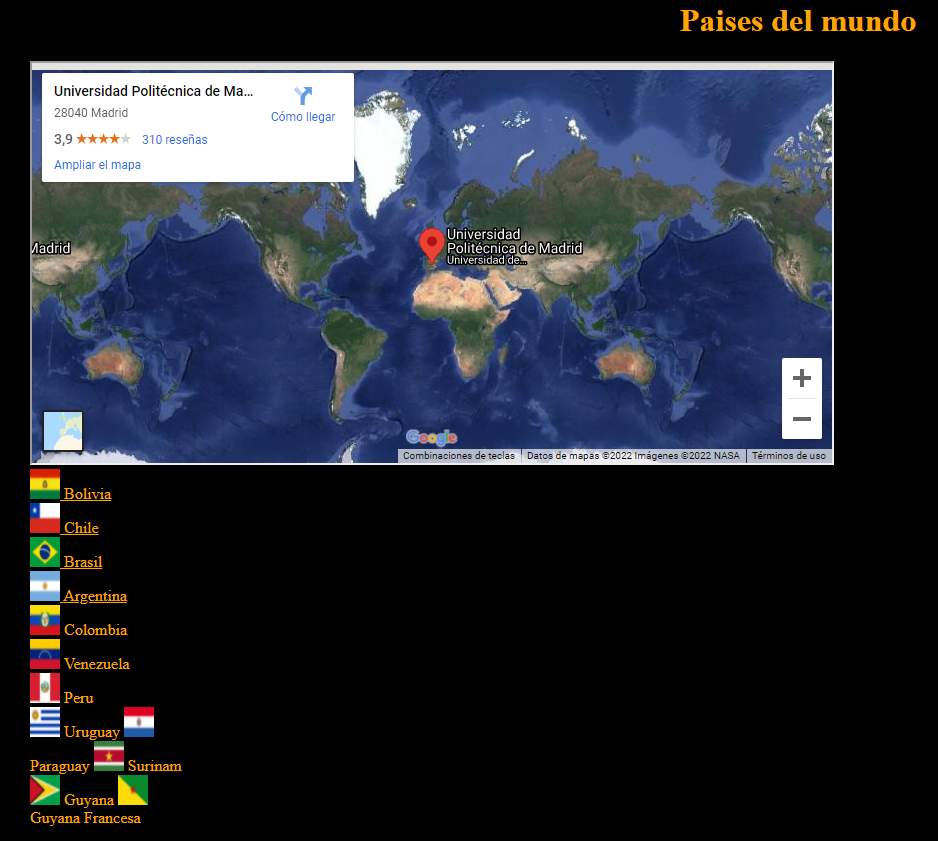 Paises del mundo
Universidad Politécnica de Ma...
Cómo llegar
28040 Madrid
3,9 310 reseñas
Ampliar el mapa
Madrid
Universidad
Politécnica de Madrid
Universidad de...
Google
Combinaciones de teclas Datos de mapas ©2022 Imágenes ©2022 NASA Términos de uso
Bolivia
Chile
Brasil
Argentina
Colombia
Venezuela
Peru
Uruguay
Paraguay Surinam
Guyana
Guyana Francesa